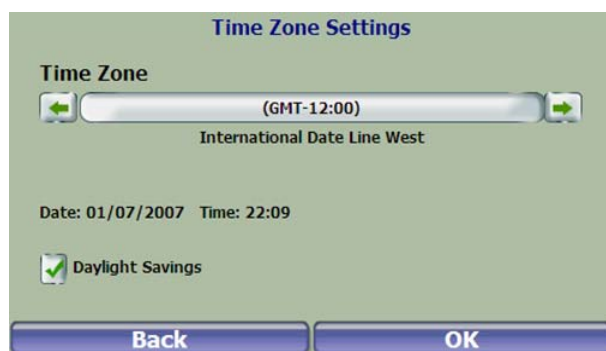 Time Zone Settings
Time Zone
(GMT-12:00)
International Date Line West
Date: 01/07/2007 Time: 22:09
Daylight Savings
Back OK